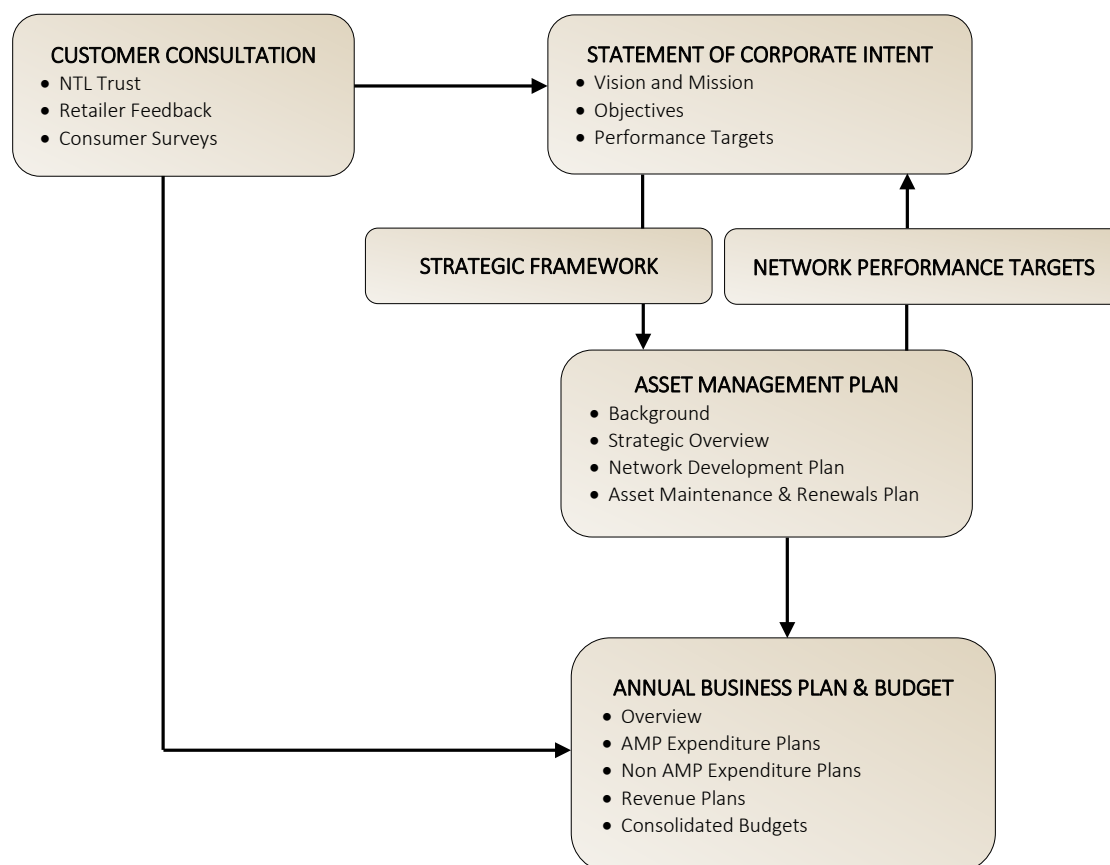 CUSTOMER CONSULTATION
• NTL Trust
• Retailer Feedback
• Consumer Surveys
STATEMENT OF CORPORATE INTENT
• Vision and Mission
• Objectives
• Performance Targets
STRATEGIC FRAMEWORK
NETWORK PERFORMANCE TARGETS
ASSET MANAGEMENT PLAN
• Background
• Strategic Overview
• Network Development Plan
• Asset Maintenance & Renewals Plan
ANNUAL BUSINESS PLAN & BUDGET
• Overview
• AMP Expenditure Plans
• Non AMP Expenditure Plans
• Revenue Plans
• Consolidated Budgets